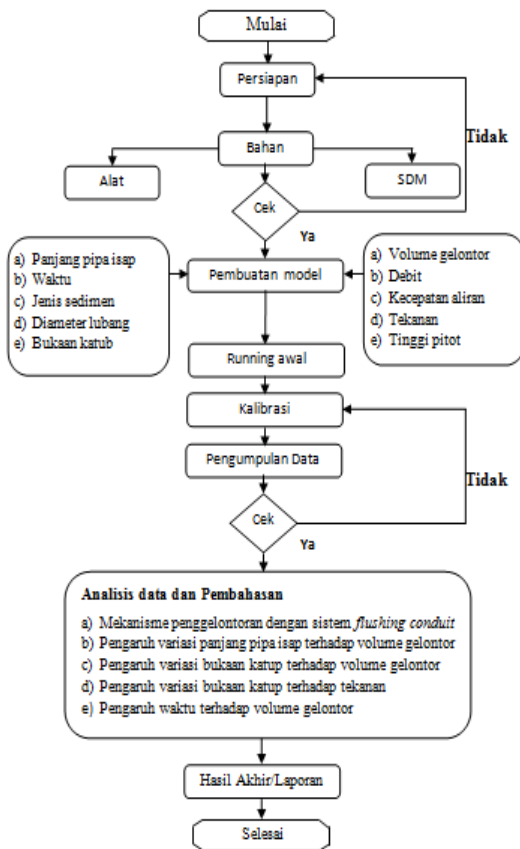 Mulai
Persiapan
Tidak
Bahan
Alat
SDM
Cek
Ya
a) Panjang pipa isap
b) Waktu
c) Jenis sedimen
d) Diameter lubang
e) Bukaan katub
Pembuatan model
a) Volume gelontor
b) Debit
c) Kecepatan aliran
d) Tekanan
e) Tinggi pitot
Running awal
Kalibrasi
Pengumpulan Data
Tidak
Cek
Ya
Analisis data dan Pembahasan
a) Mekanisme penggelontoran dengan sistem flushing conduit
b) Pengaruh variasi panjang pipa isap terhadap volume gelontor
c) Pengaruh variasi bukaan katup terhadap volume gelontor
d) Pengaruh variasi bukaan katup terhadap tekanan
e) Pengaruh waktu terhadap volume gelontor
Hasil Akhir/Laporan
Selesai